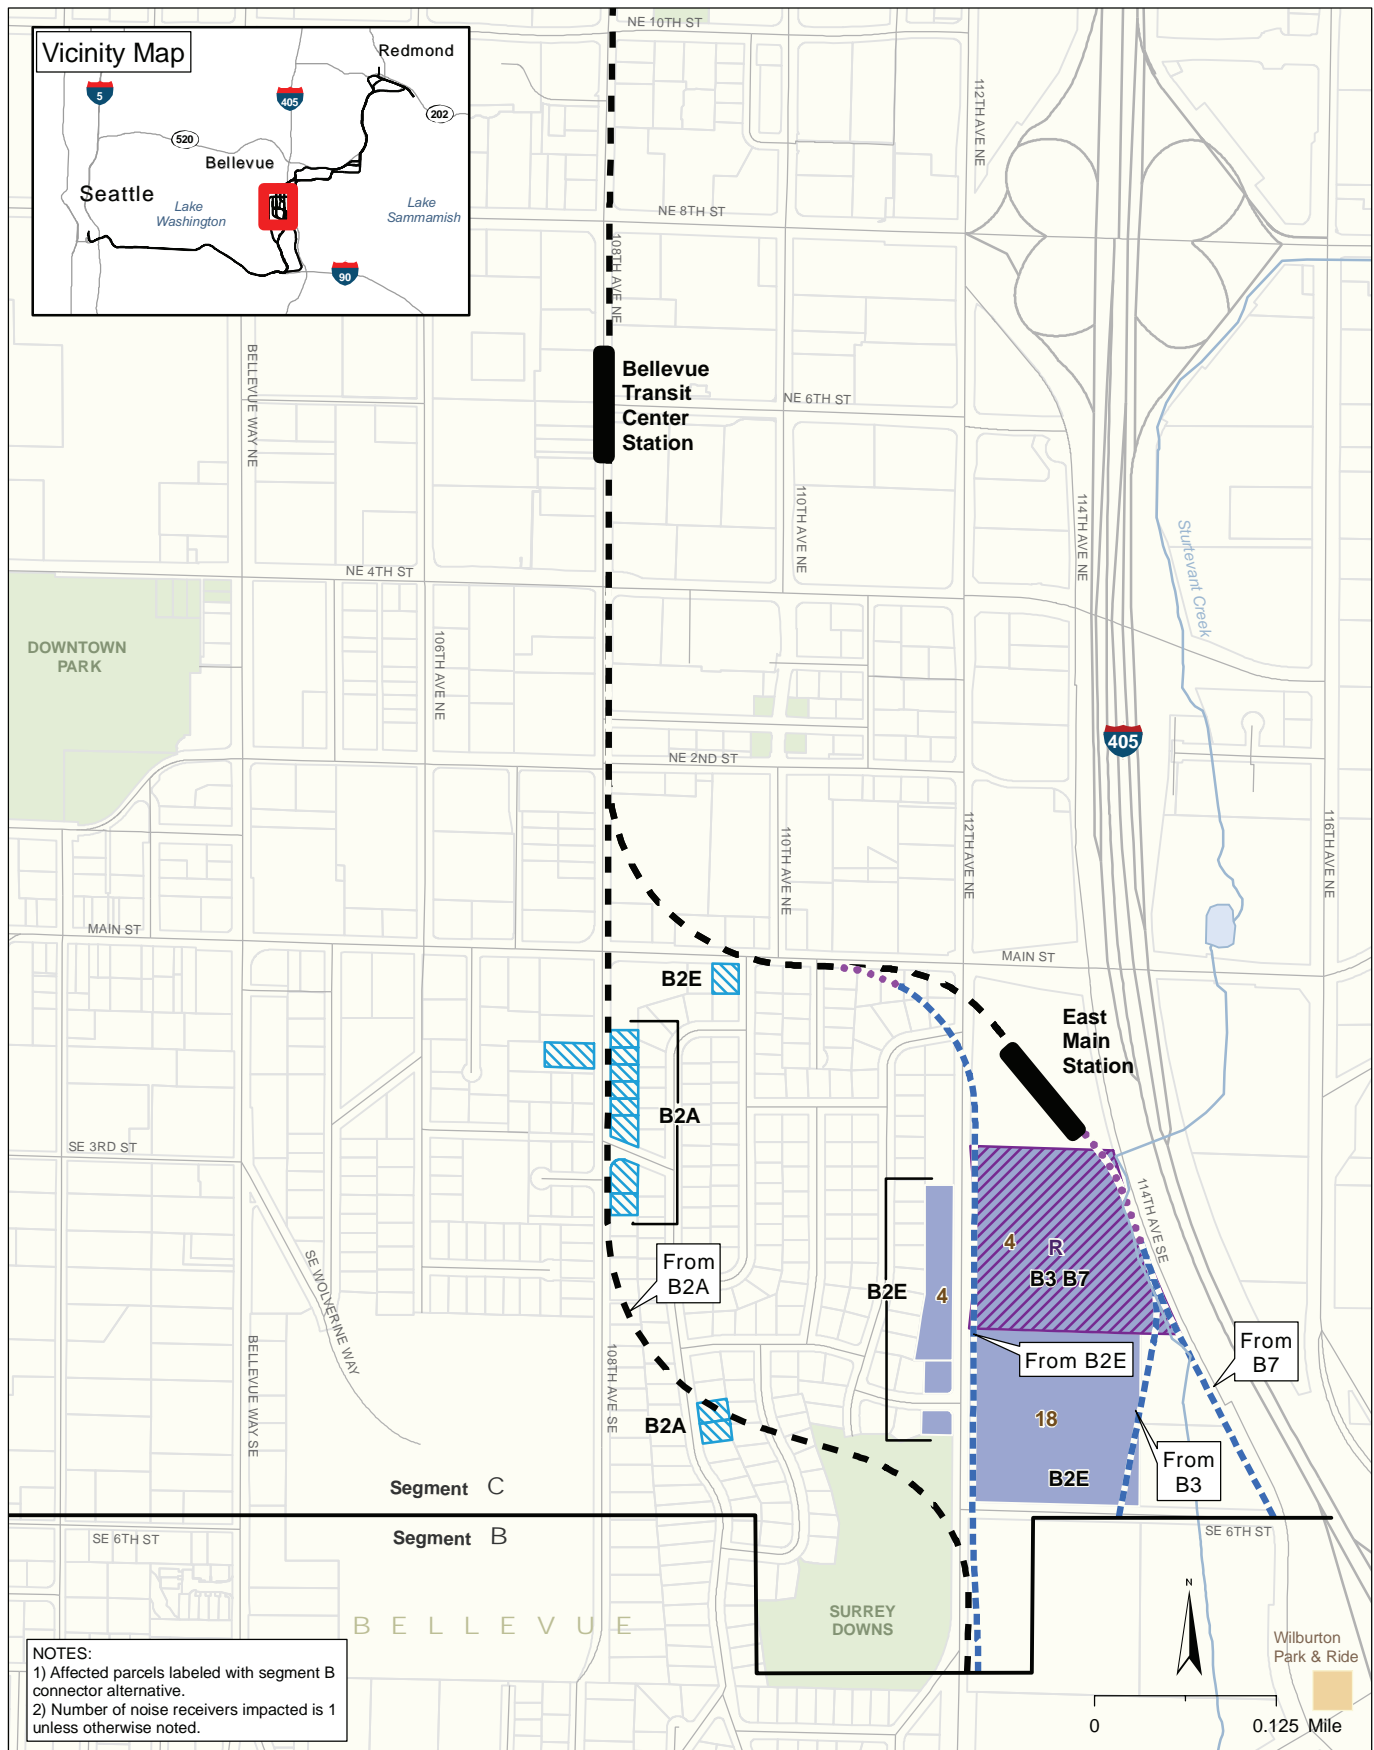 Vicinity Map
Redmond
5
405
202
520
Bellevue
Seattle
Lake
Washington
Lake
Sammamish
90
NE 10TH ST
112TH AVE NE
NE 8TH ST
108TH AVE NE
BELLEVUE WAY NE
Bellevue
Transit
Center
Station
NE 6TH ST
110TH AVE NE
114TH AVE NE
Sturtevant Creek
NE 4TH ST
DOWNTOWN
PARK
106TH AVE NE
405
NE 2ND ST
110TH AVE NE
112TH AVE NE
116TH AVE NE
MAIN ST
MAIN ST
B2E
East
Main
Station
B2A
SE 3RD ST
114TH AVE SE
4
R
B3 B7
SE WOLVERINE WAY
From
B2A
B2E
4
From B2E
From
B7
BELLEVUE WAY SE
108TH AVE SE
B2A
18
B2E
From
B3
Segment C
Segment B
SE 6TH ST
SE 6TH ST
BELLEVUE
SURREY
DOWNS
N
Wilburton
Park & Ride
0
0.125 Mile
NOTES:
1) Affected parcels labeled with segment B
connector alternative.
2) Number of noise receivers impacted is 1
unless otherwise noted.